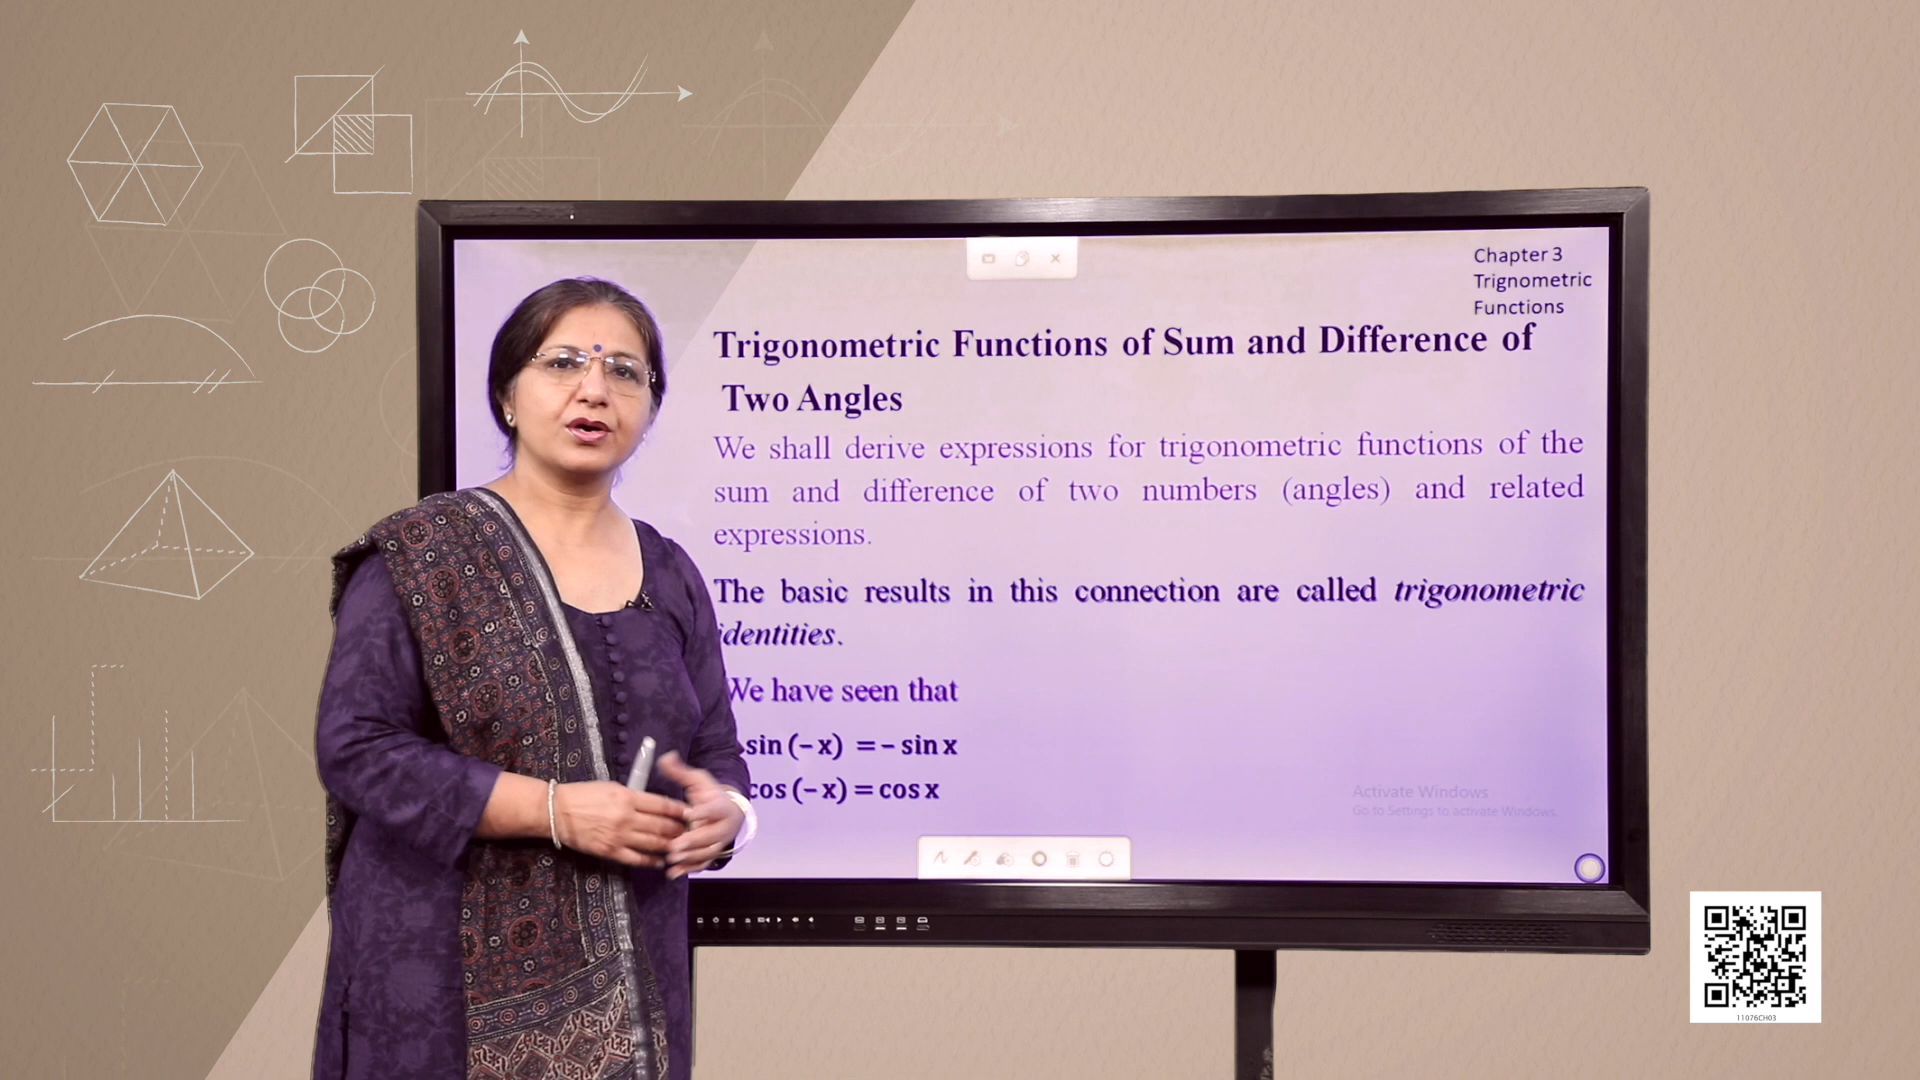 Chapter 3
Trignometric
Functions
Trigonometric Functions of Sum and Difference of
Two Angles
We shall derive expressions for trigonometric functions of the
sum and difference of two numbers (angles) and related
expressions.
The basic results in this connection are called trigonometric
identities.
We have seen that
sin (– x) = – sin x
cos (– x) = cos x
Activate Windows
Go to Settings to activate Windows.
11076CH03